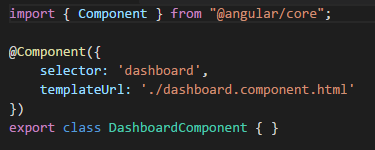 import { Component } from "@angular/core";
@Component({
selector: 'dashboard',
templateUrl: './dashboard.component.html'
})
export class DashboardComponent { }